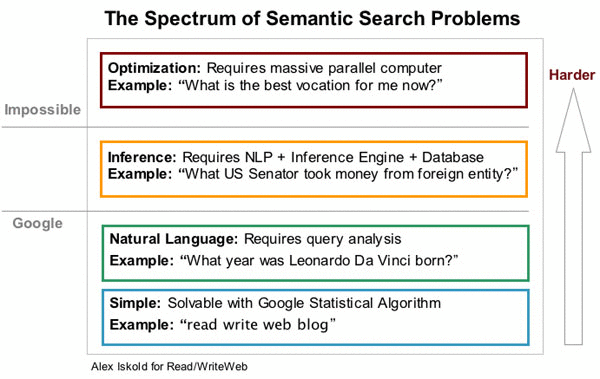 The Spectrum of Semantic Search Problems
Optimization: Requires massive parallel computer
Example: “What is the best vocation for me now?”
Harder
Impossible
Inference: Requires NLP + Inference Engine + Database
Example: “What US Senator took money from foreign entity?”
Google
Natural Language: Requires query analysis
Example: “What year was Leonardo Da Vinci born?”
Simple: Solvable with Google Statistical Algorithm
Example: “read write web blog”
Alex Iskold for Read/WriteWeb